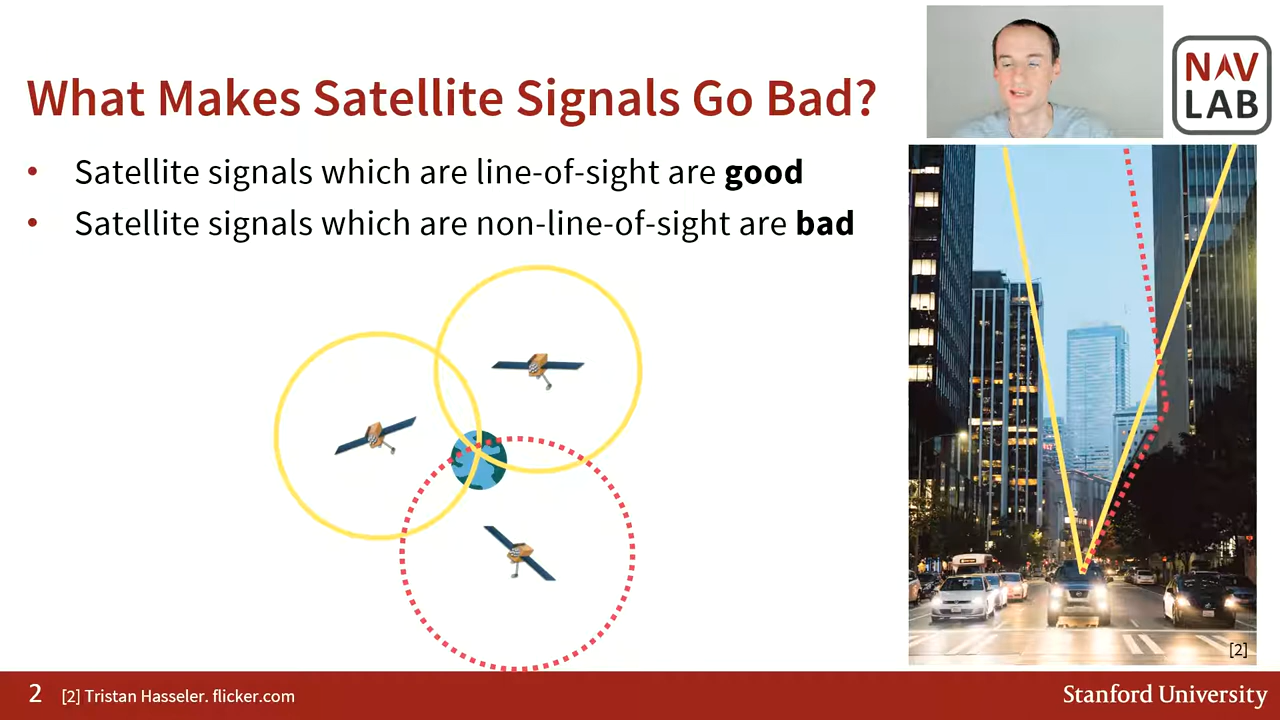 What Makes Satellite Signals Go Bad?
NAV
LAB
• Satellite signals which are line-of-sight are good
• Satellite signals which are non-line-of-sight are bad
[2]
2 [2] Tristan Hasseler. flicker.com
Stanford University